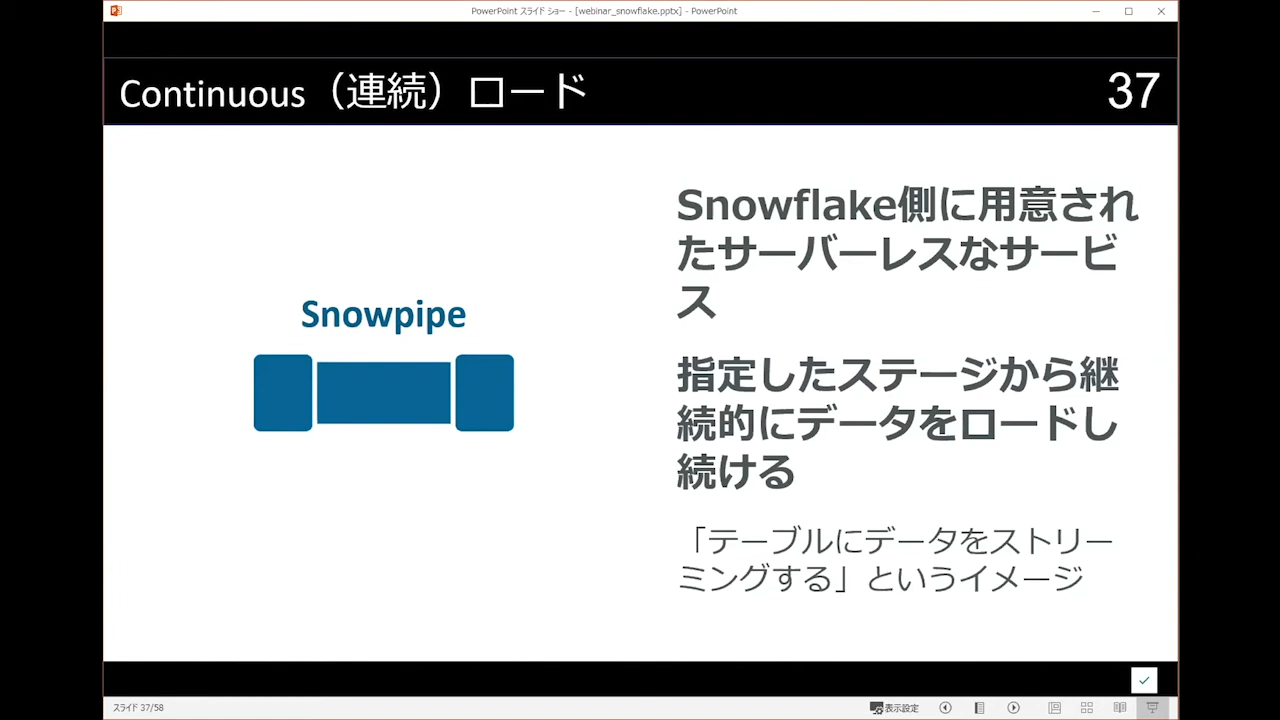 PowerPoint スライド ショー - [webinar_snowflake.pptx] - PowerPoint
Continuous（連続）ロード
37
Snowflake側に用意され
たサーバーレスなサービ
ス
Snowpipe
指定したステージから継
続的にデータをロードし
続ける
「テーブルにデータをストリー
ミングする」というイメージ
スライド 37/58
表示設定